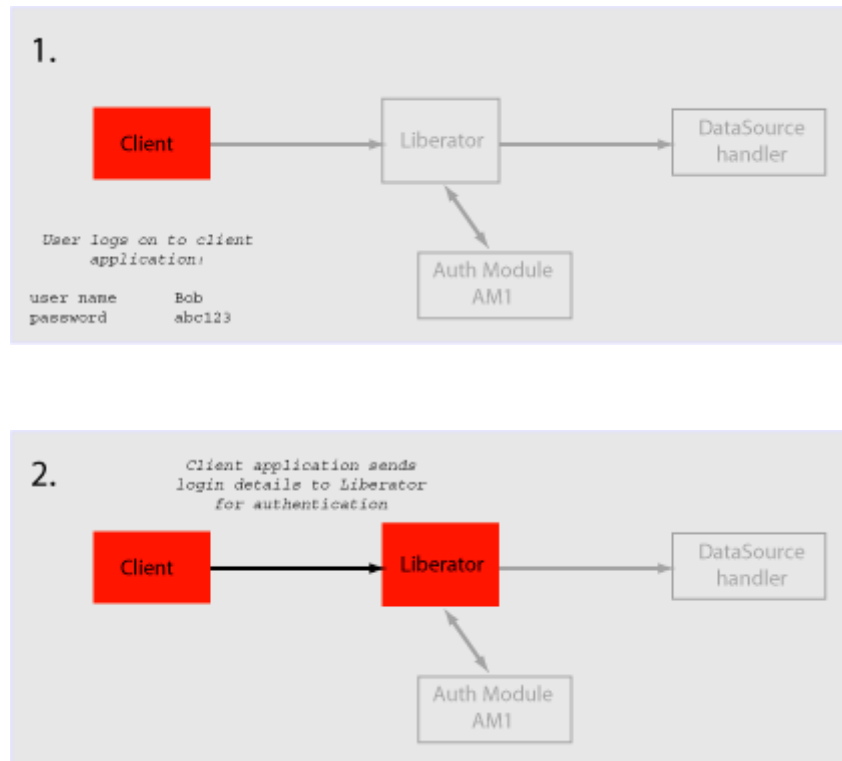 1.
Client
Liberator
DataSource
handler
User logs on to client
application:
Auth Module
AM1
user name Bob
password abc123
2.
Client application sends
login details to Liberator
for authentication
Client
Liberator
DataSource
handler
Auth Module
AM1